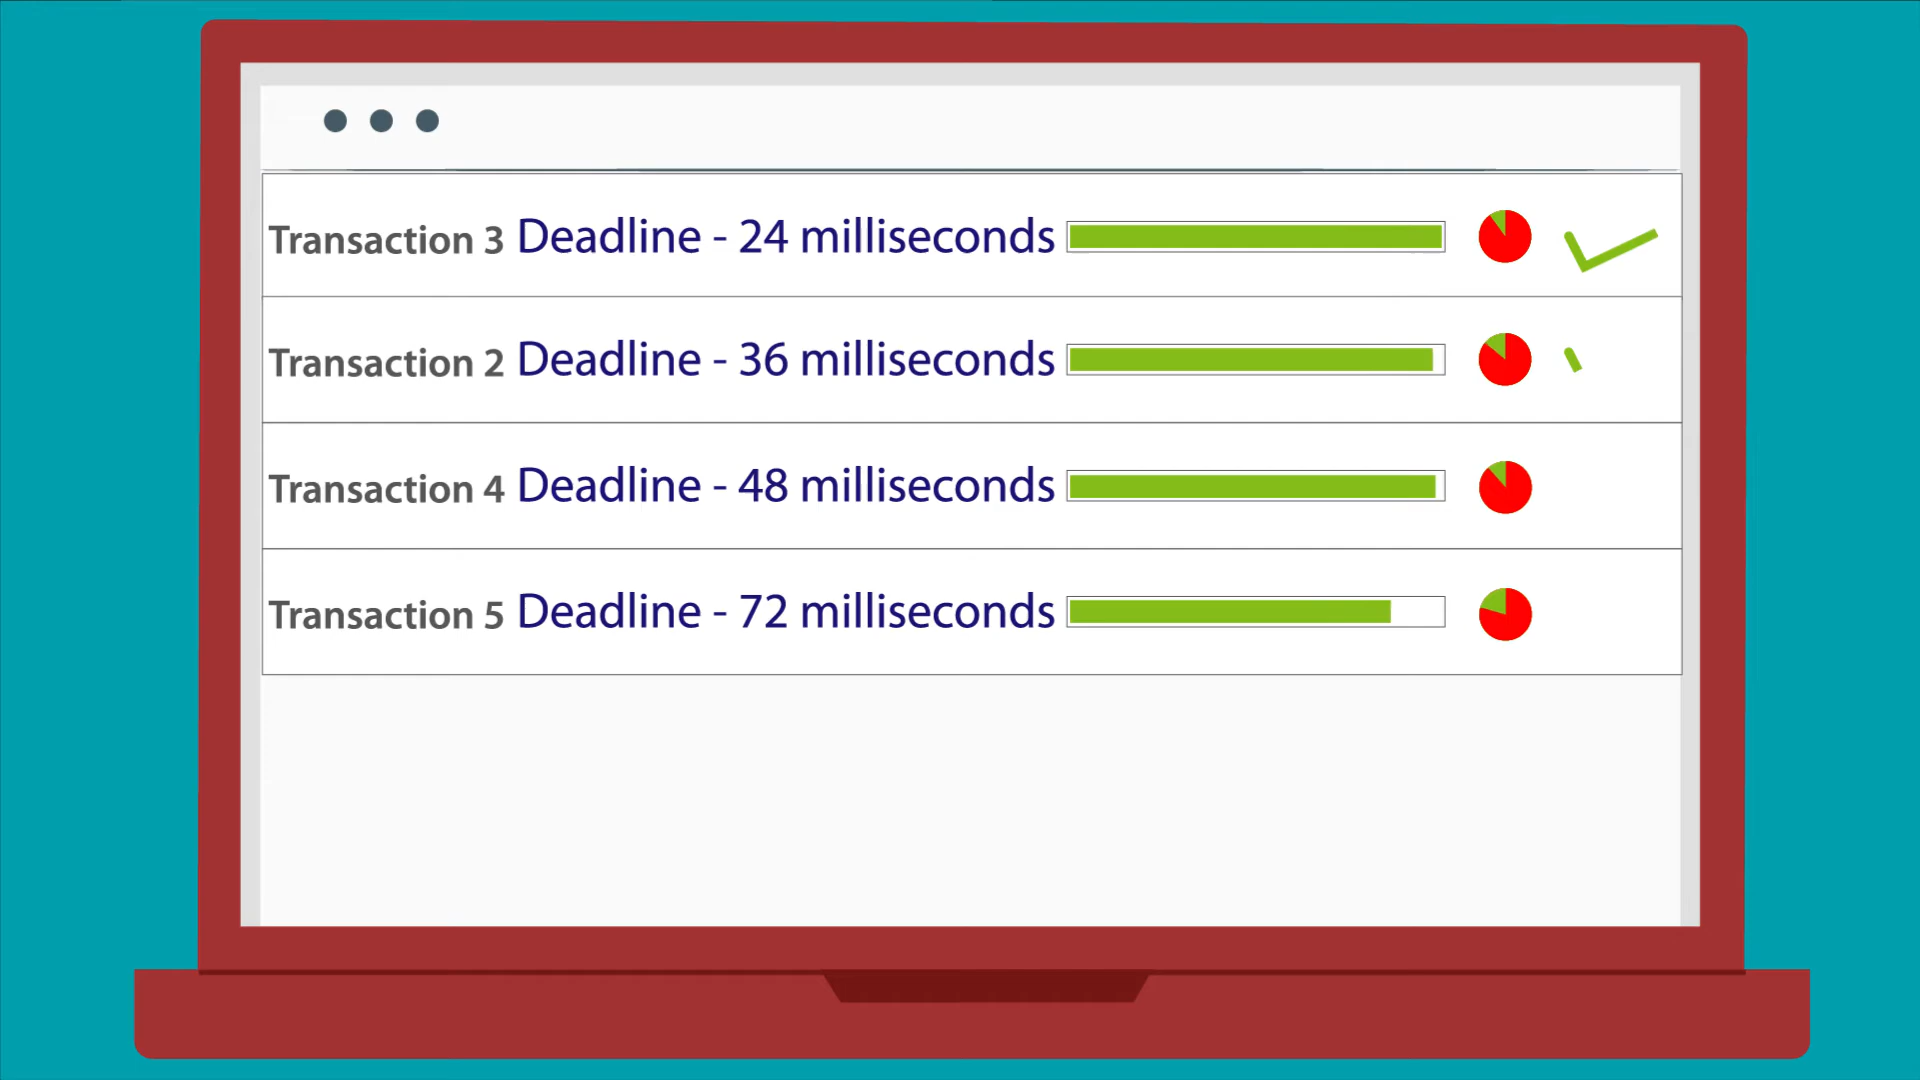 Transaction 3 Deadline - 24 milliseconds
Transaction 2 Deadline - 36 milliseconds
Transaction 4 Deadline - 48 milliseconds
Transaction 5 Deadline - 72 milliseconds